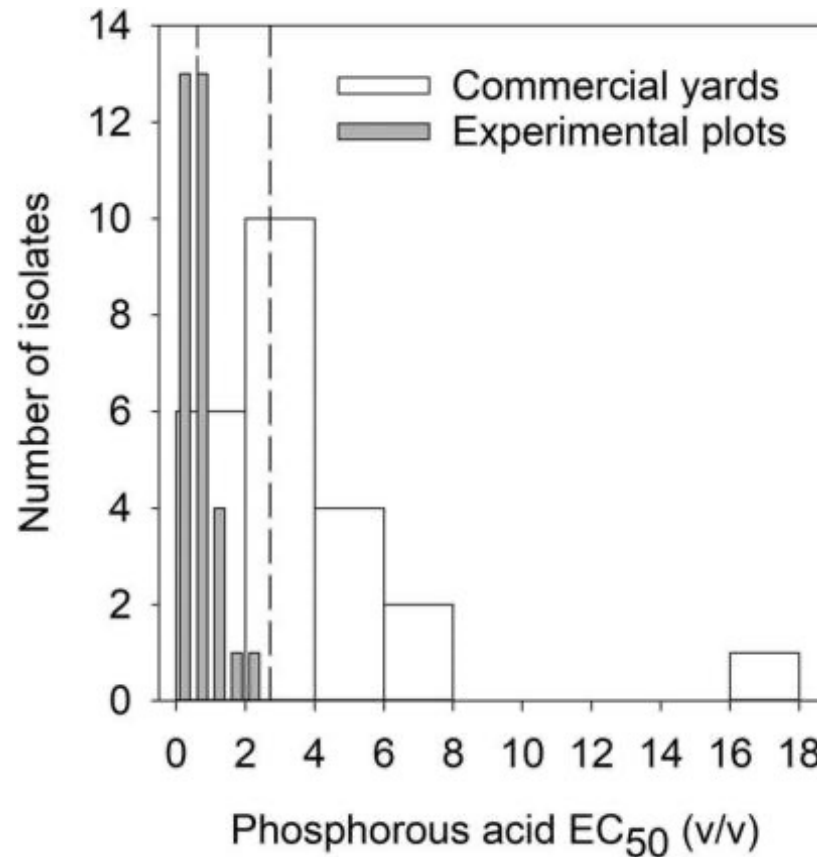 14
12
10
8
6
4
2
0
Number of isolates
Commercial yards
Experimental plots
0 2 4 6 8 10 12 14 16 18
Phosphorous acid EC50 (v/v)